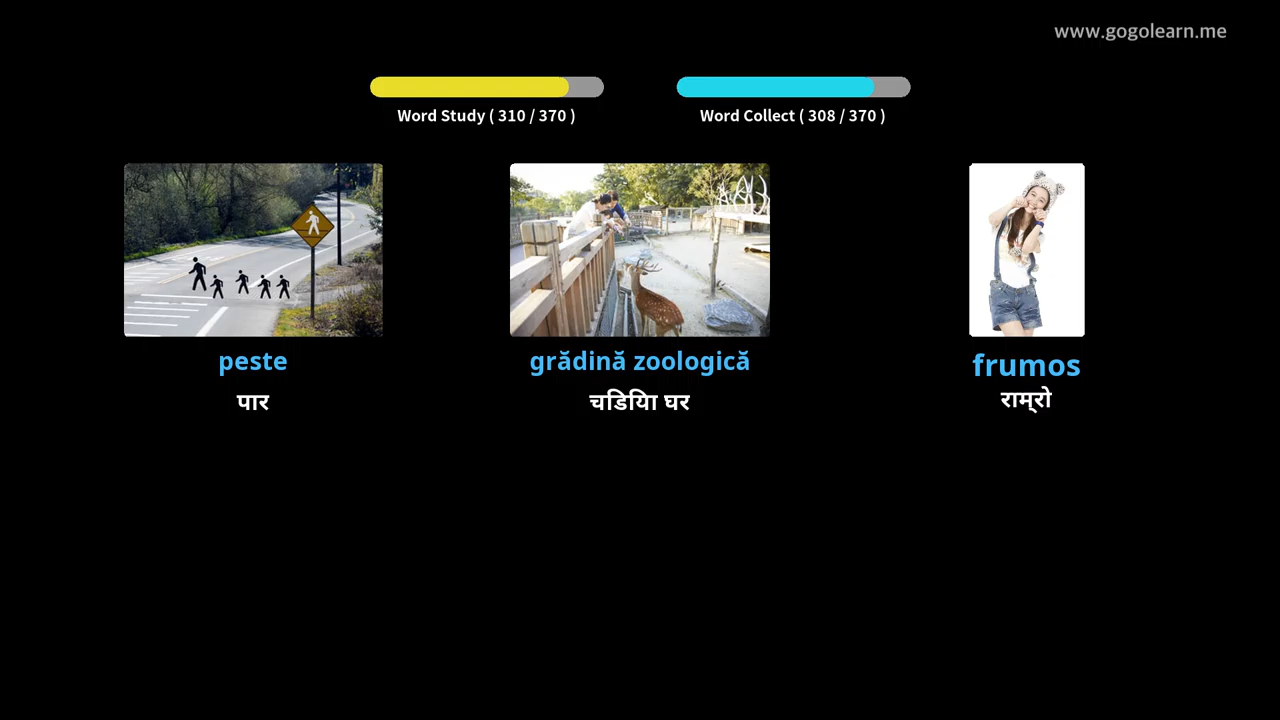 www.gogolearn.me
Word Study ( 310 / 370 )
Word Collect ( 308 / 370 )
peste
grădină zoologică
frumos
पार
चिडियाि घर
राम्रो